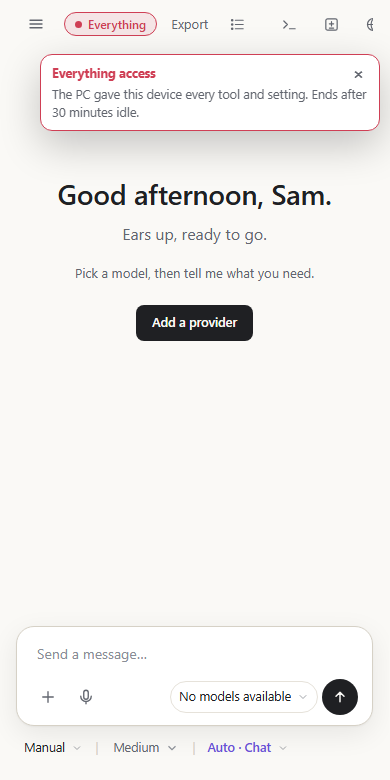 Everything
Export
Everything access
The PC gave this device every tool and setting. Ends after
30 minutes idle.
Good afternoon, Sam.
Ears up, ready to go.
Pick a model, then tell me what you need.
Add a provider
Send a message...
No models available
Manual
Medium
Auto · Chat